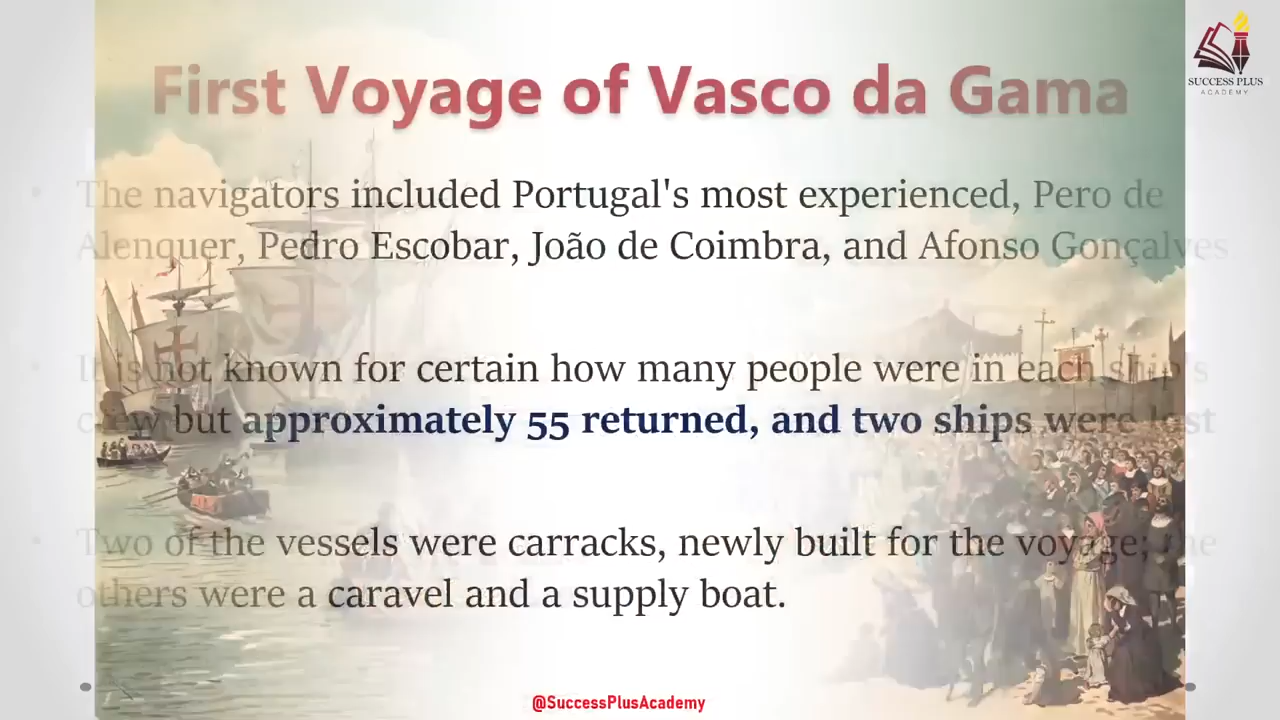 First Voyage of Vasco da Gama
SUCCESS PLUS
ACADEMY
• The navigators included Portugal's most experienced, Pero de
Alenquer, Pedro Escobar, João de Coimbra, and Afonso Gonçalves
• It is not known for certain how many people were in each ship's
crew but approximately 55 returned, and two ships were lost
• Two of the vessels were carracks, newly built for the voyage; the
others were a caravel and a supply boat.
@SuccessPlusAcademy